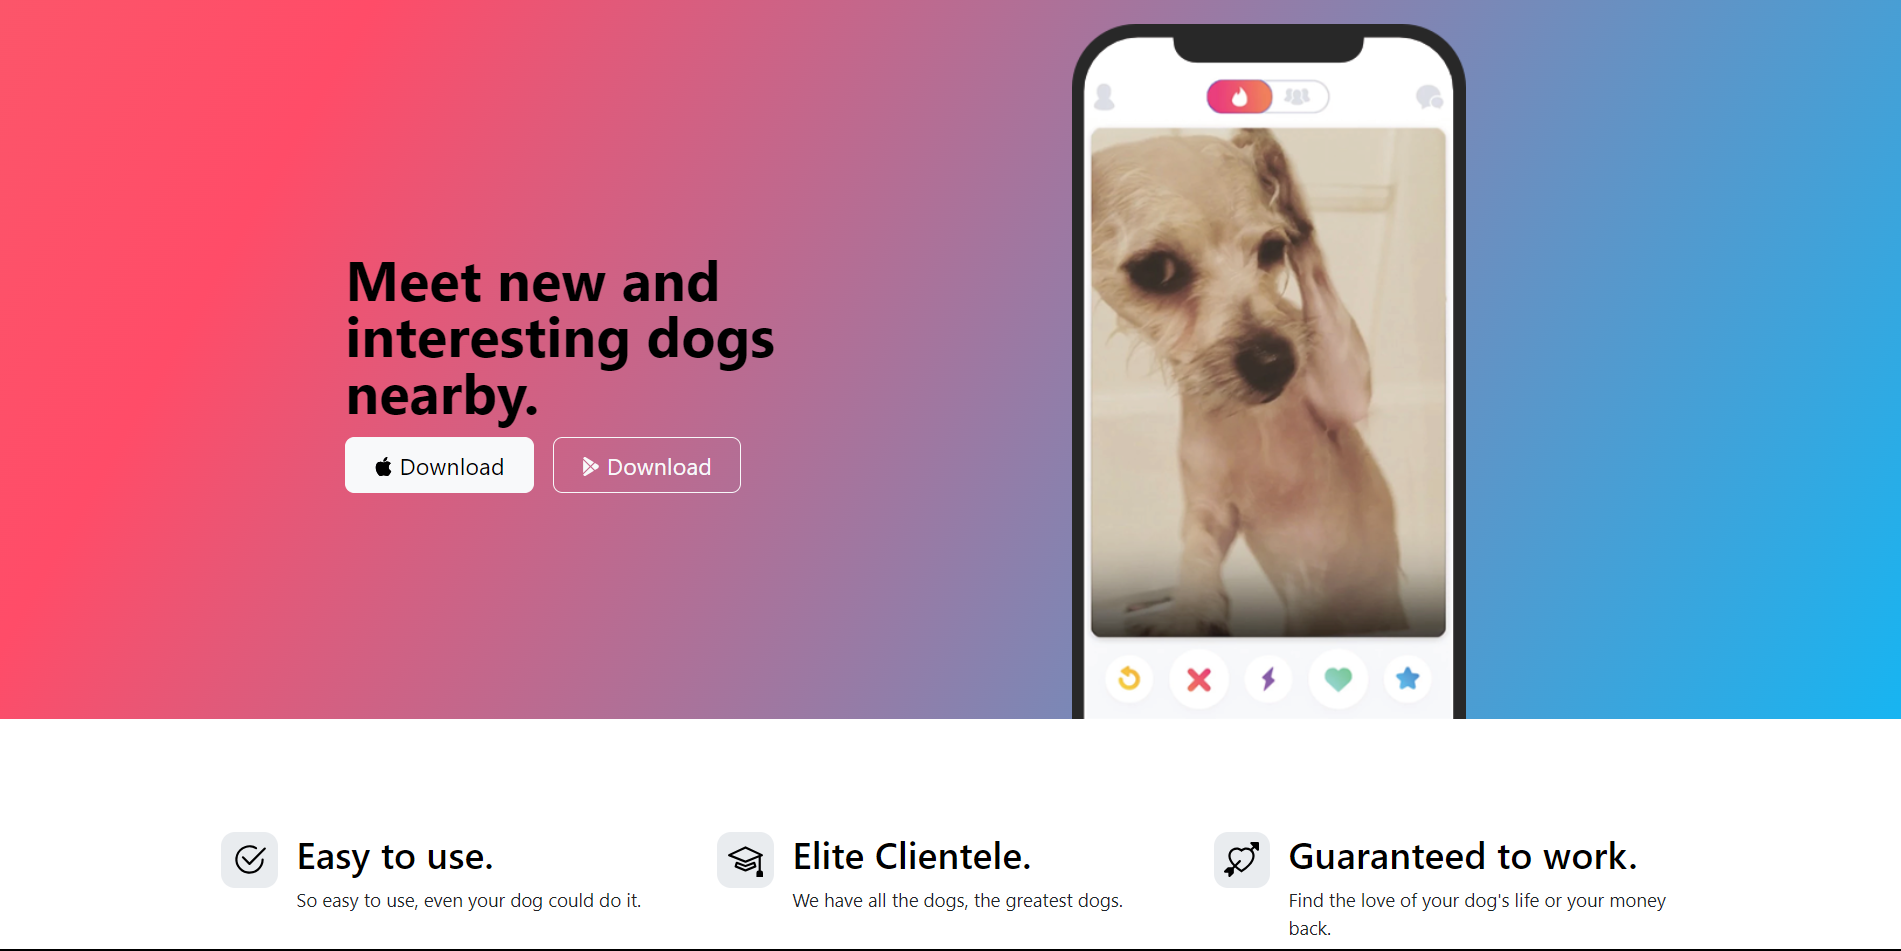 Meet new and
interesting dogs
nearby.
Download
Download
Easy to use.
So easy to use, even your dog could do it.
Elite Clientele.
We have all the dogs, the greatest dogs.
Guaranteed to work.
Find the love of your dog's life or your money
back.